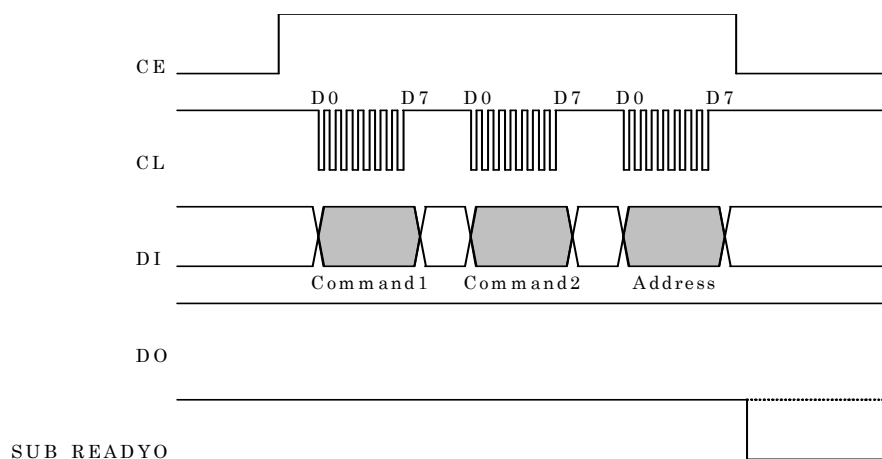 CE
D0 D7 D0 D7 D0 D7
CL
DI
Command1 Command2 Address
DO
SUB READYO